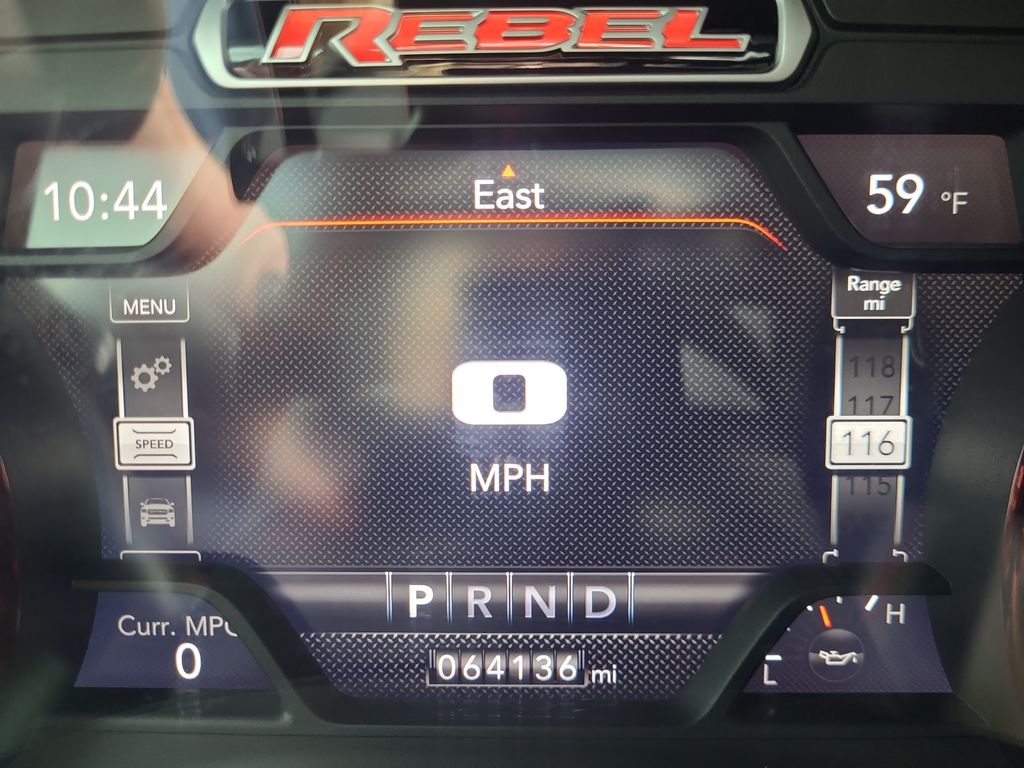 REBEL
10:44
East
59 °F
MENU
Range
mi
118
117
SPEED
116
115
0
MPH
P R N D
Curr. MPG
0
064136 mi
H